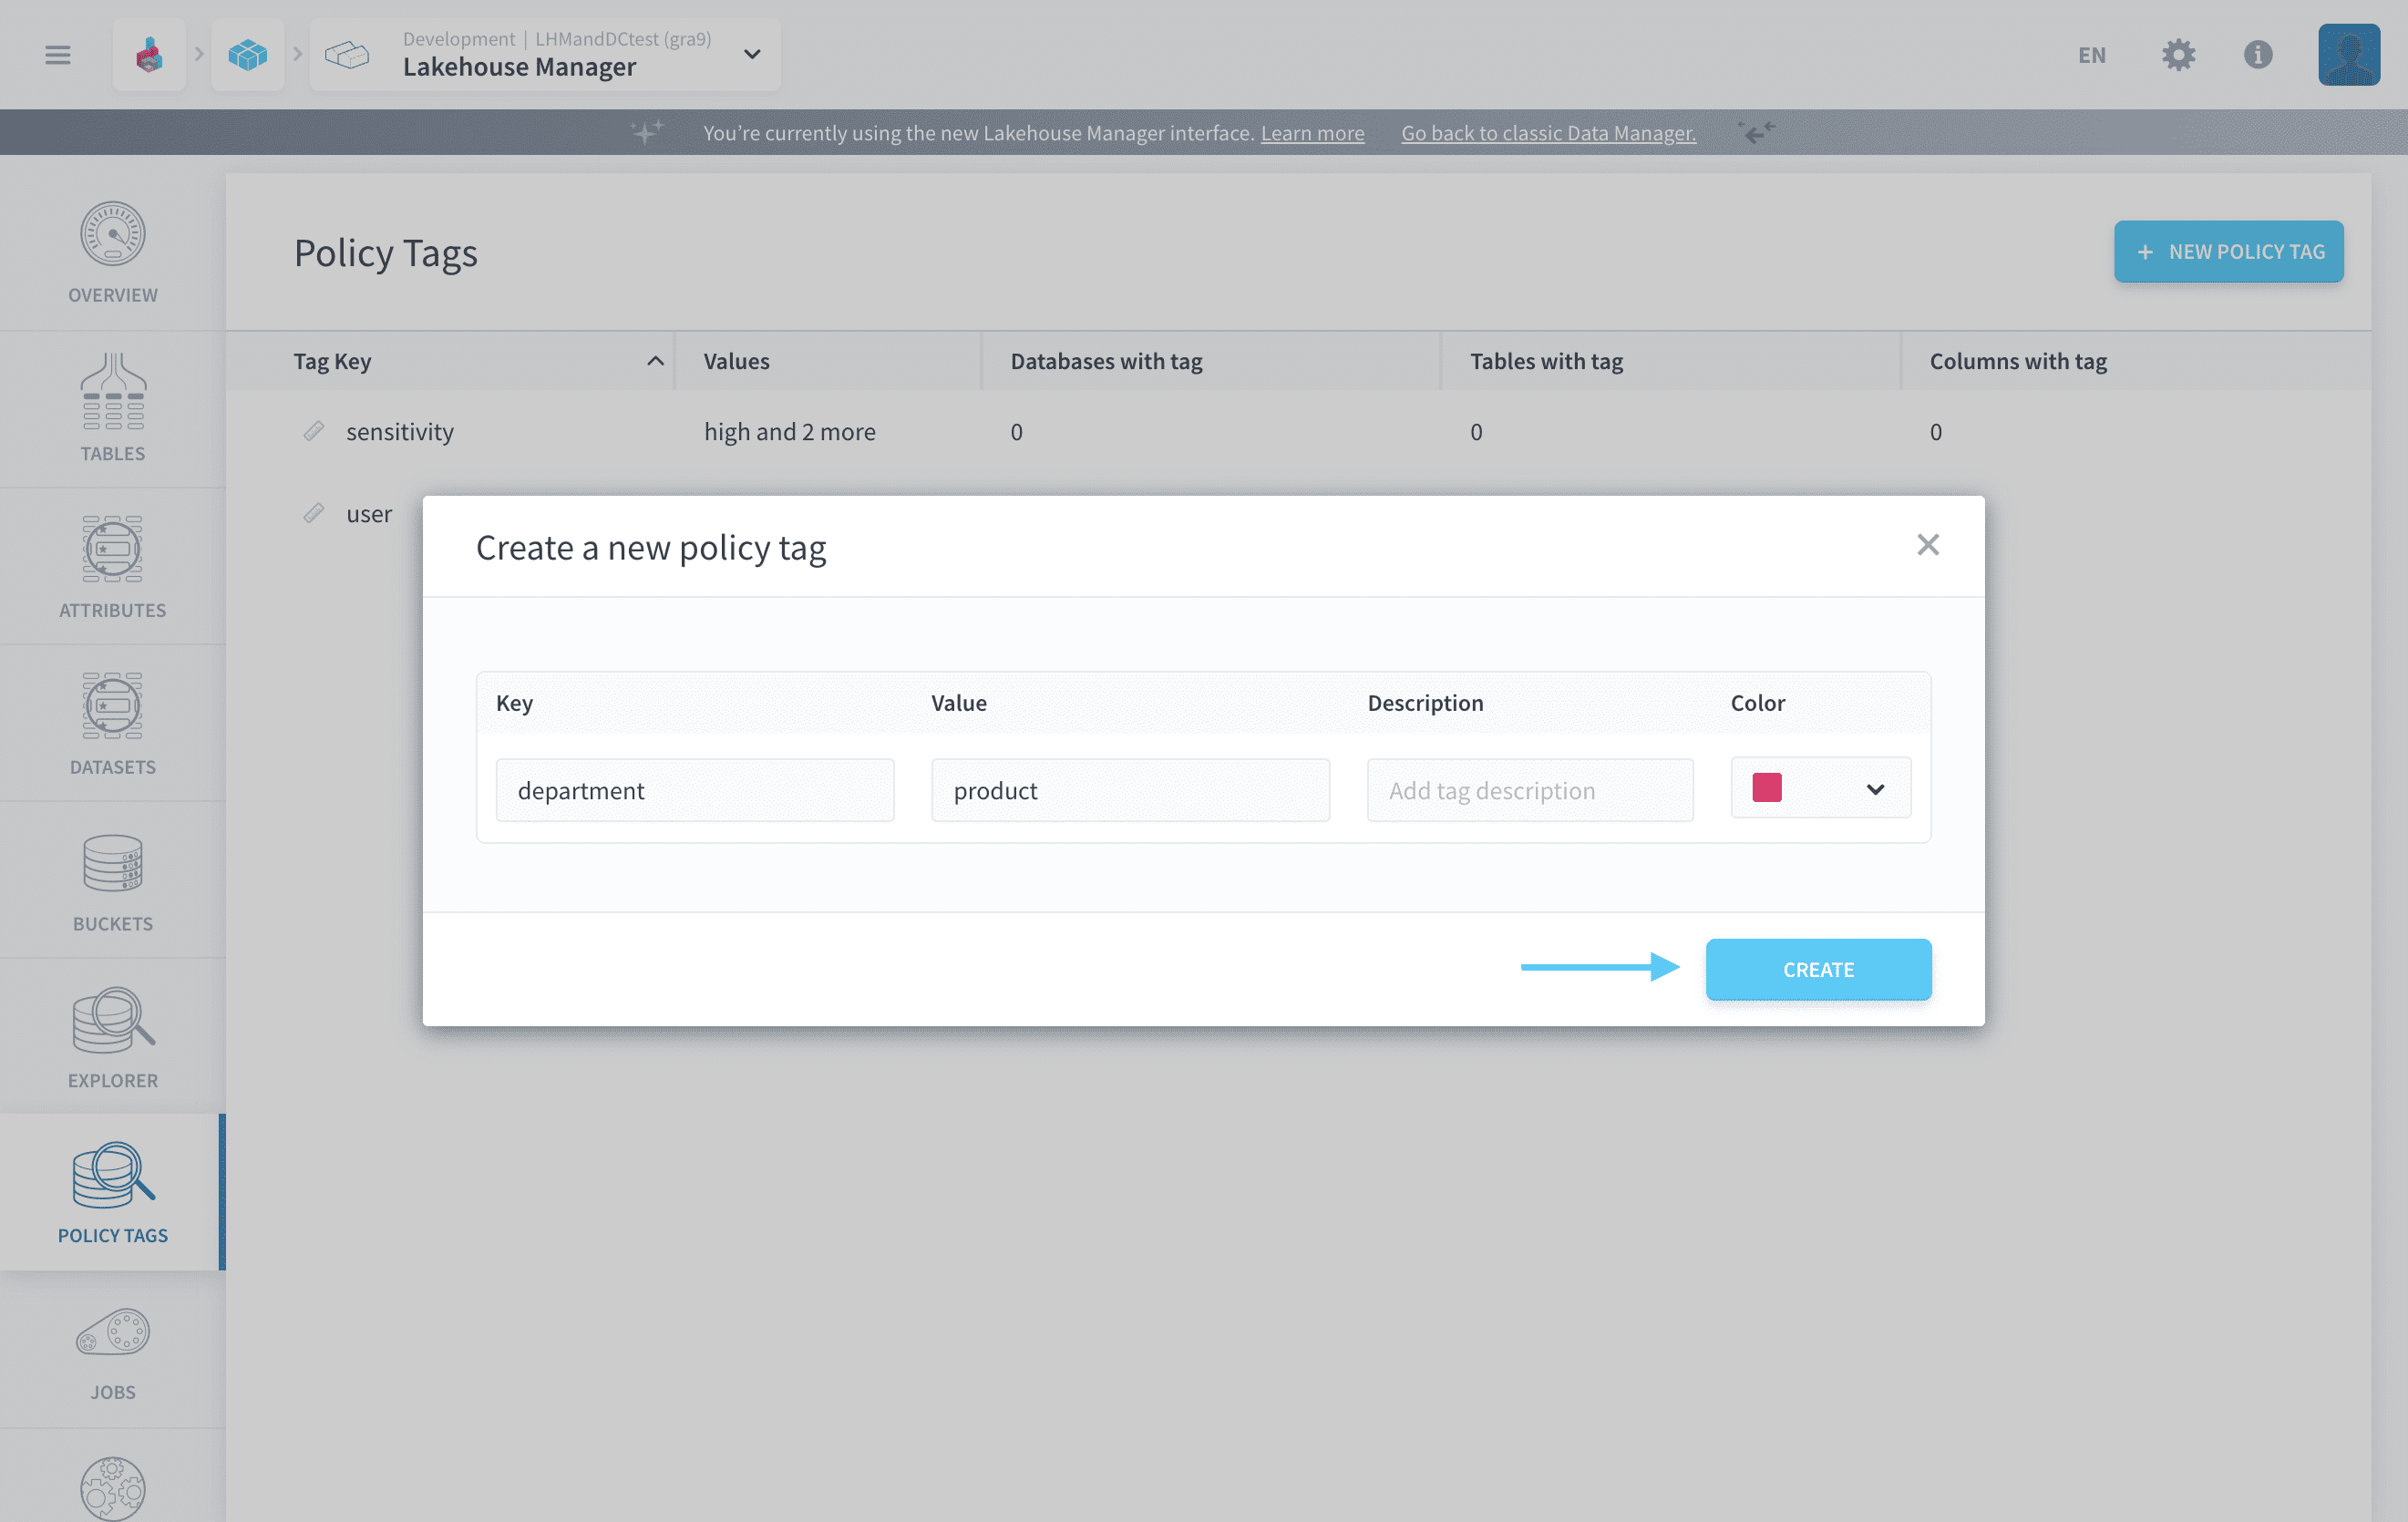 Development | LHMandDCtest (gra9)
Lakehouse Manager
EN
You're currently using the new Lakehouse Manager interface. Learn more Go back to classic Data Manager.
OVERVIEW
TABLES
ATTRIBUTES
DATASETS
BUCKETS
EXPLORER
POLICY TAGS
JOBS
Policy Tags
+ NEW POLICY TAG
Tag Key Values Databases with tag Tables with tag Columns with tag
sensitivity high and 2 more 0 0 0
user
Create a new policy tag
Key Value Description Color
department product Add tag description
CREATE